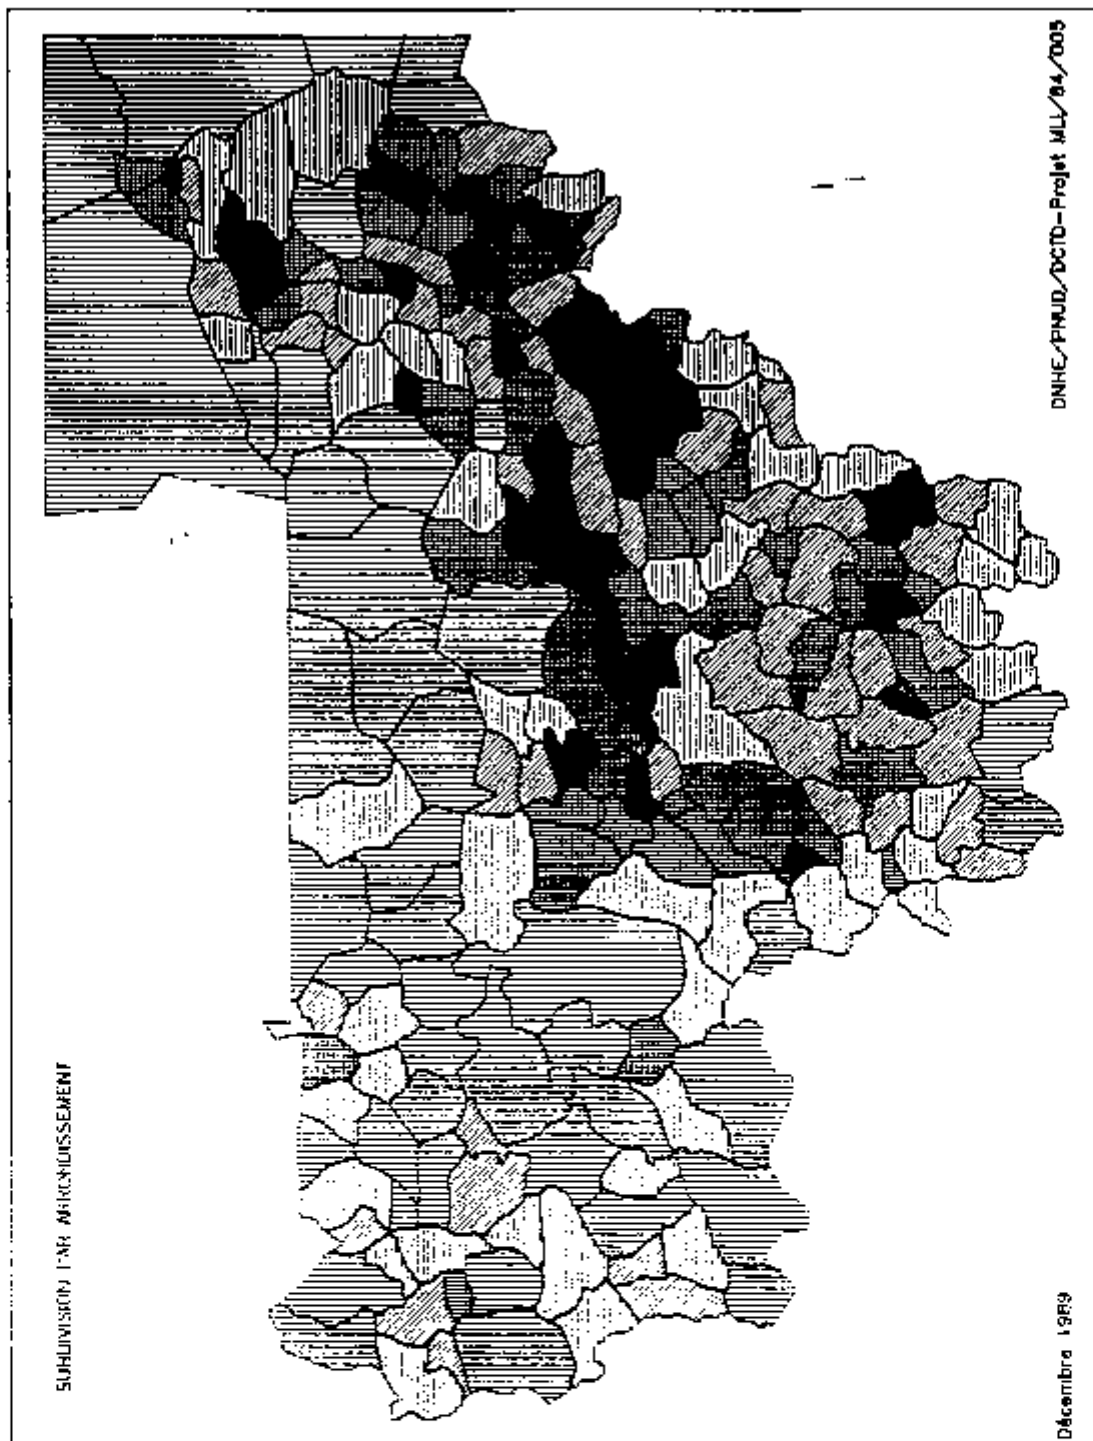 SUBDIVISION PAR ARRONDISSEMENT
Décembre 1989
DNHE/PNUD/DCTD-Projet MLI/84/005